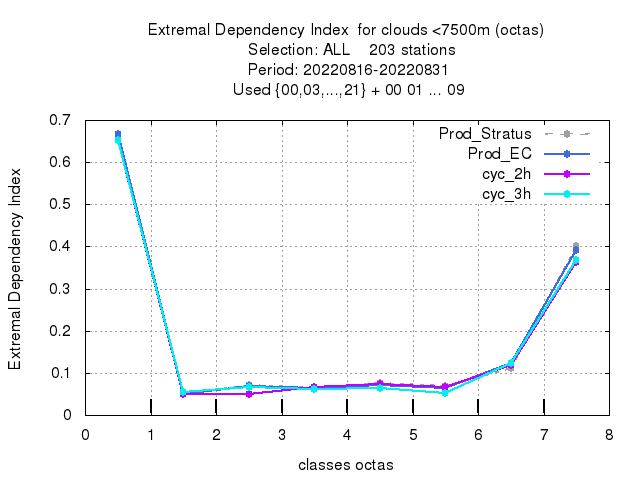 Extremal Dependency Index  for clouds <7500m (octas)
Selection: ALL    203 stations
Period: 20220816-20220831
Used {00,03,...,21} + 00 01 ... 09
Prod_Stratus
Prod_EC
cyc_2h
cyc_3h
Extremal Dependency Index
0.7
0.6
0.5
0.4
0.3
0.2
0.1
0
0 1 2 3 4 5 6 7 8
classes octas